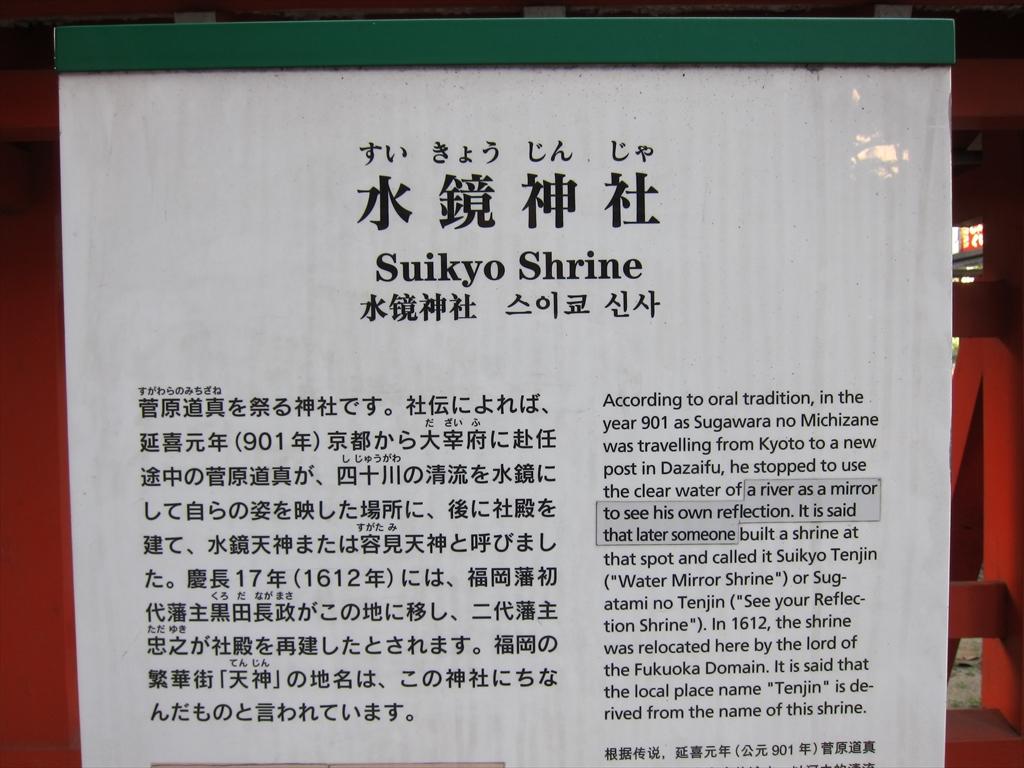 すい きょう じん じゃ
水鏡神社
Suikyo Shrine
水镜神社 스이쿄 신사
すがわらのみちざね
菅原道真を祭る神社です。社伝によれば、
だ ざい ふ
延喜元年(901年)京都から大宰府に赴任
し じゅうがわ
途中の菅原道真が、四十川の清流を水鏡に
して自らの姿を映した場所に、後に社殿を
すがた み
建て、水鏡天神または容見天神と呼びまし
た。慶長17年(1612年)には、福岡藩初
くろ だ ながまさ
代藩主黒田長政がこの地に移し、二代藩主
ただ ゆき
忠之が社殿を再建したとされます。福岡の
てんじん
繁華街「天神」の地名は、この神社にちな
んだものと言われています。
According to oral tradition, in the
year 901 as Sugawara no Michizane
was travelling from Kyoto to a new
post in Dazaifu, he stopped to use
the clear water of a river as a mirror
to see his own reflection. It is said
that later someone built a shrine at
that spot and called it Suikyo Tenjin
("Water Mirror Shrine") or Sug-
atami no Tenjin ("See your Reflec-
tion Shrine"). In 1612, the shrine
was relocated here by the lord of
the Fukuoka Domain. It is said that
the local place name "Tenjin" is de-
rived from the name of this shrine.
根据传说，延喜元年(公元901年)菅原道真